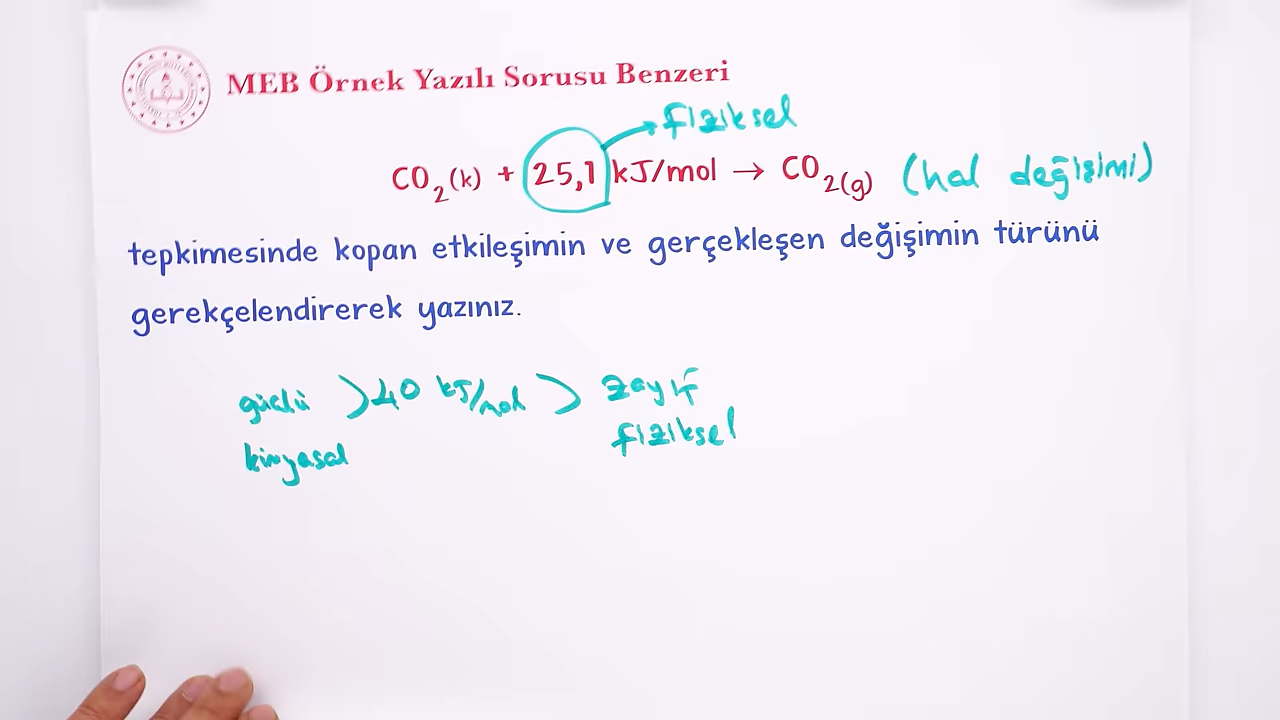 MEB Örnek Yazılı Sorusu Benzeri
fiziksel
CO2(k) + 25,1 kJ/mol → CO2(g) (hal değişimi)
tepkimesinde kopan etkileşimin ve gerçekleşen değişimin türünü
gerekçelendirerek yazınız.
güçlü > 40 kJ/mol > zayıf
kimyasal fiziksel